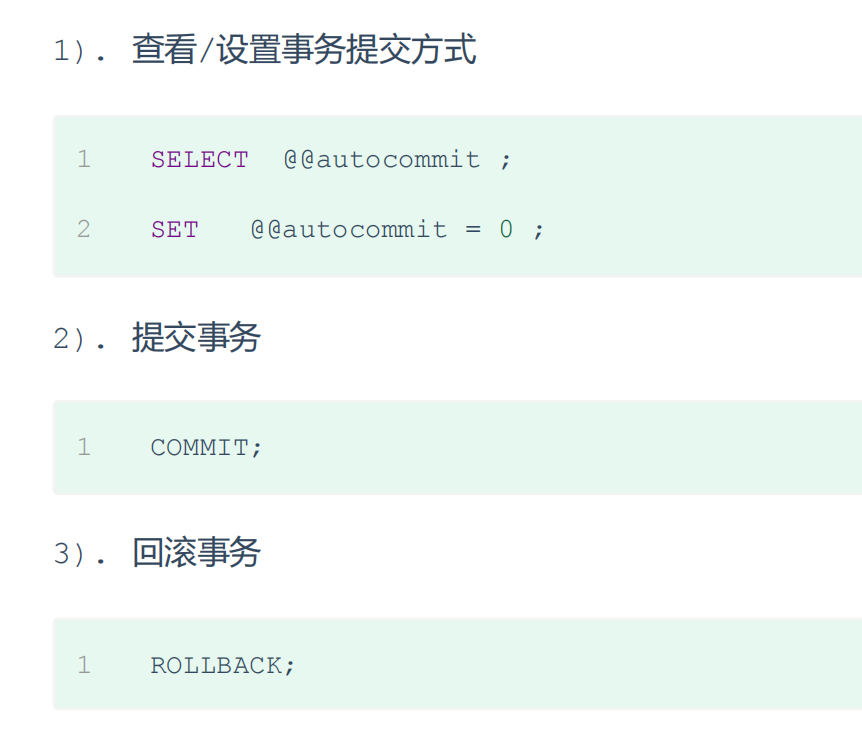 1). 查看/设置事务提交方式
1 SELECT @@autocommit ;
2 SET @@autocommit = 0 ;
2). 提交事务
1 COMMIT;
3). 回滚事务
1 ROLLBACK;